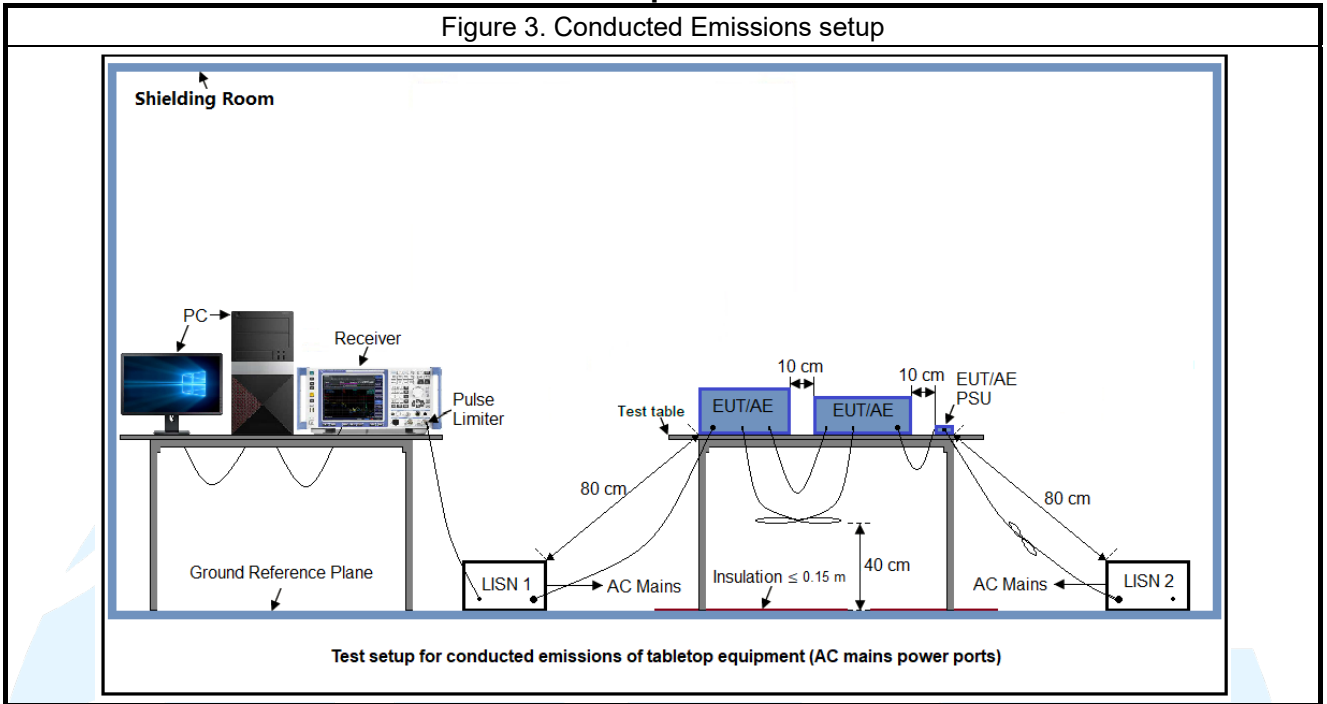 Figure 3. Conducted Emissions setup
Shielding Room
PC
Receiver
Pulse
Limiter
Test table
EUT/AE
10 cm
EUT/AE
10 cm
EUT/AE
PSU
80 cm
80 cm
40 cm
Ground Reference Plane
LISN 1
AC Mains
Insulation ≤ 0.15 m
AC Mains
LISN 2
Test setup for conducted emissions of tabletop equipment (AC mains power ports)